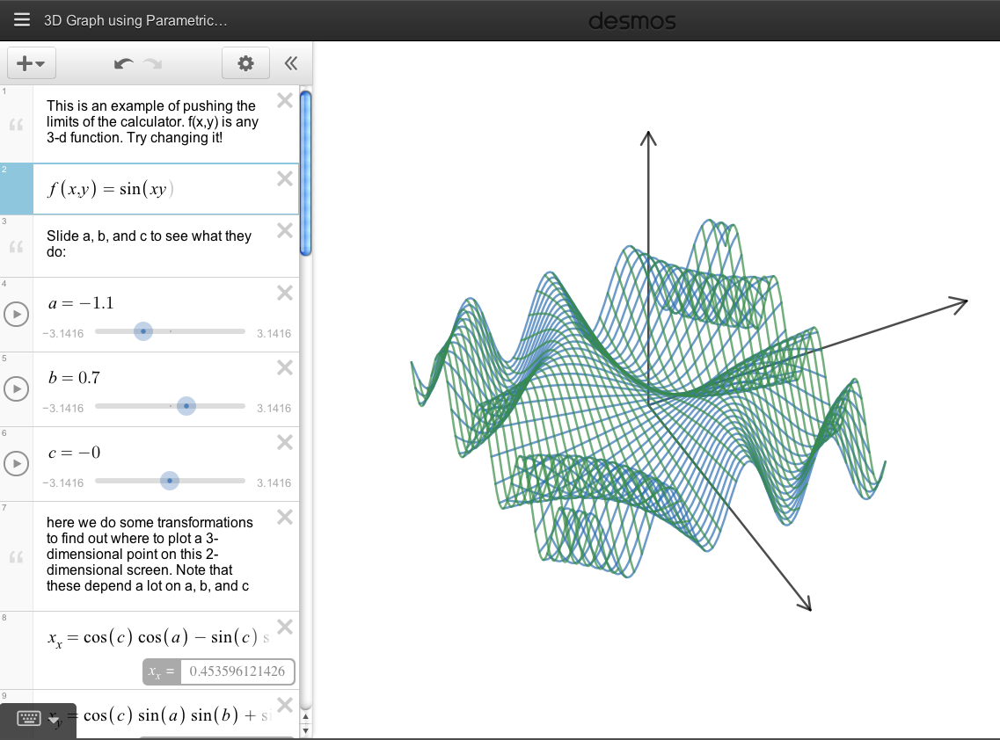 3D Graph using Parametric...
desmos
1
This is an example of pushing the
limits of the calculator. f(x,y) is any
3-d function. Try changing it!
2
f(x,y) = sin(xy)
3
Slide a, b, and c to see what they
do:
4
a = −1.1
−3.1416 3.1416
5
b = 0.7
−3.1416 3.1416
6
c = −0
−3.1416 3.1416
7
here we do some transformations
to find out where to plot a 3-
dimensional point on this 2-
dimensional screen. Note that
these depend a lot on a, b, and c
8
x_x = cos(c) cos(a) − sin(c) s
x_x = 0.453596121426
9
x_y = cos(c) sin(a) sin(b) + si